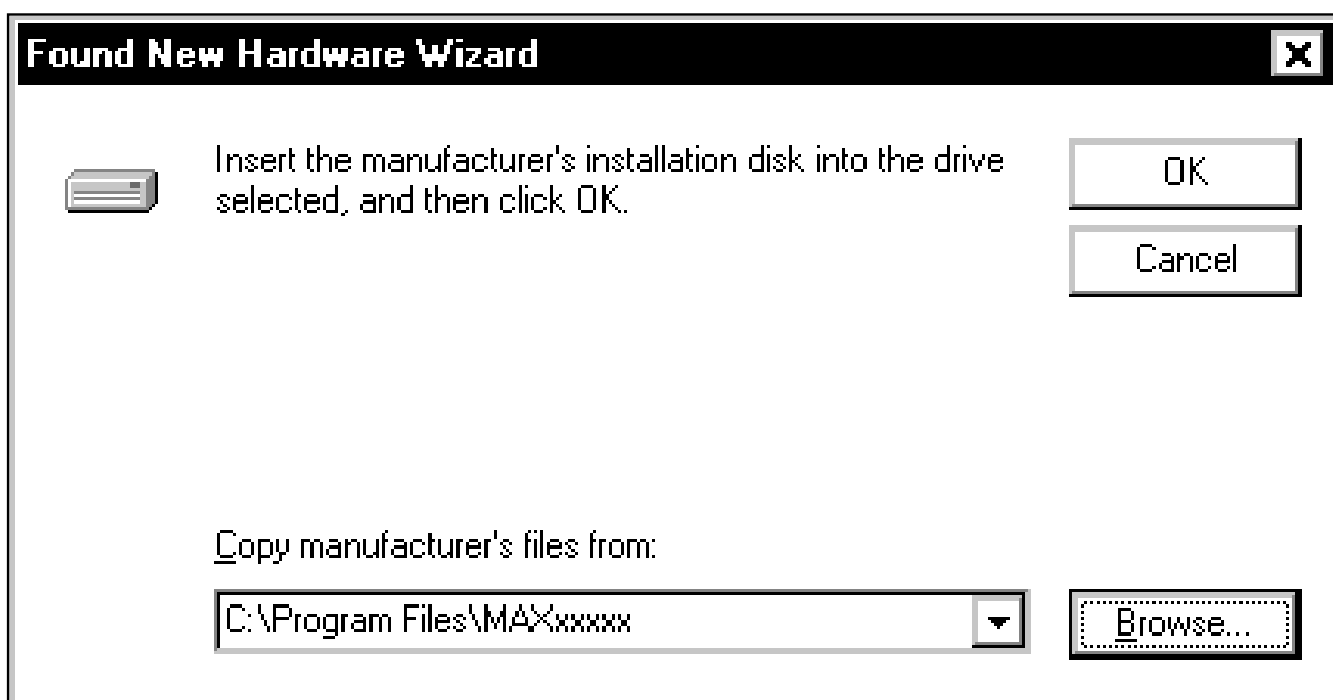 Found New Hardware Wizard
Insert the manufacturer's installation disk into the drive
selected, and then click OK.
OK
Cancel
Copy manufacturer's files from:
C:\Program Files\MAXxxxxx
Browse...